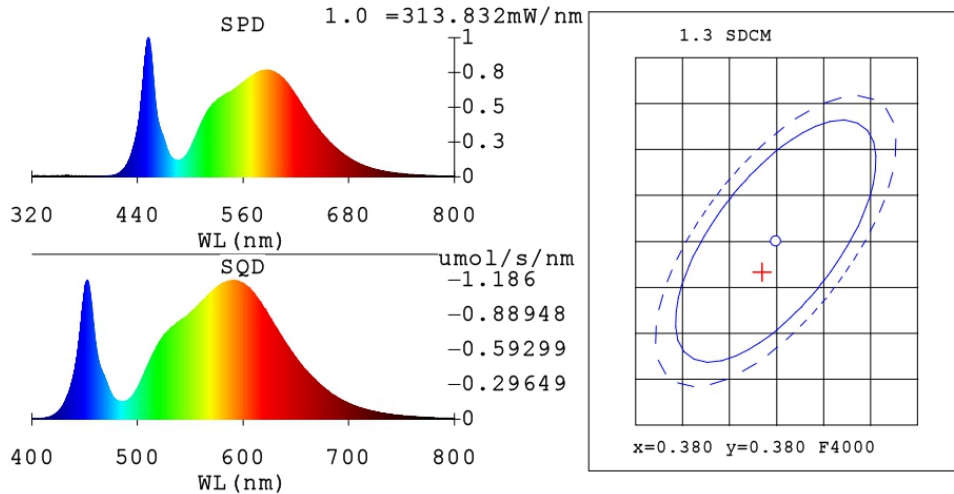 SPD
1.0 =313.832mW/nm
1
0.8
0.5
0.3
0
320 440 560 680 800
WL(nm)
SQD
umol/s/nm
1.186
0.88948
0.59299
0.29649
0
400 500 600 700 800
WL(nm)
1.3 SDCM
x=0.380 y=0.380 F4000